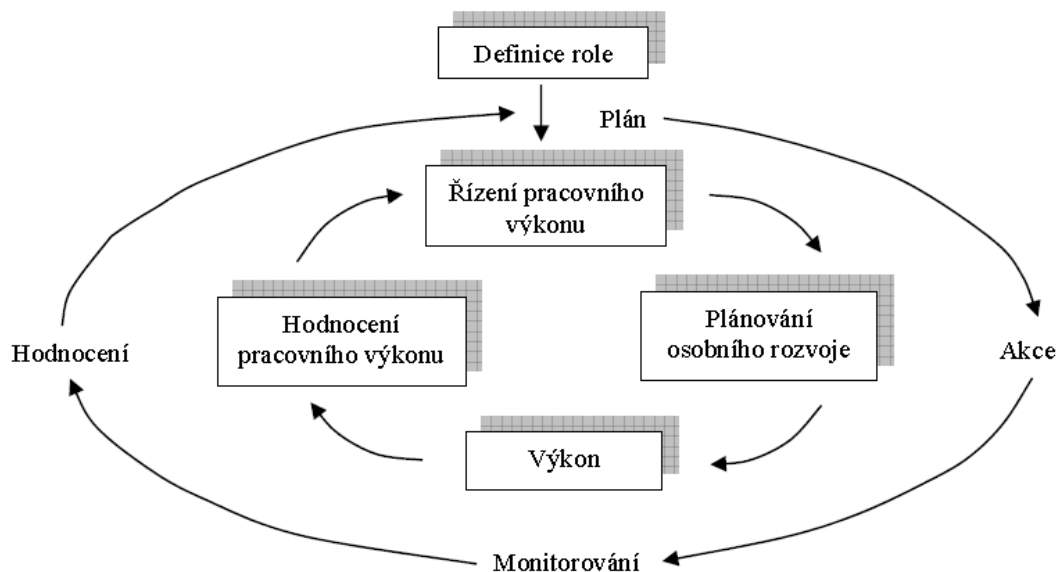 Definice role
Plán
Řízení pracovního
výkonu
Hodnocení
pracovního výkonu
Plánování
osobního rozvoje
Hodnocení
Akce
Výkon
Monitorování